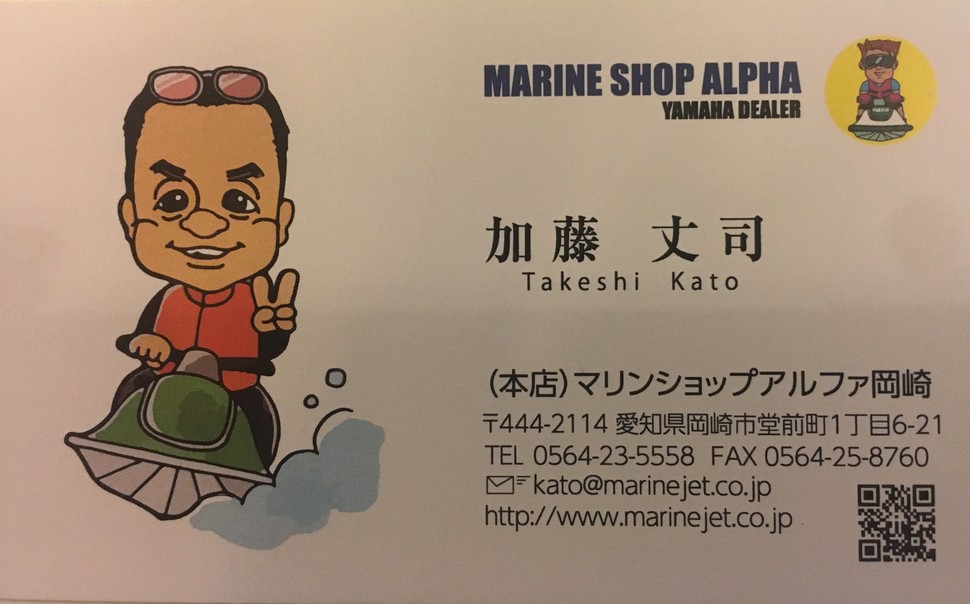 MARINE SHOP ALPHA
YAMAHA DEALER
加藤 丈司
Takeshi Kato
(本店)マリンショップアルファ岡崎
〒444-2114 愛知県岡崎市堂前町1丁目6-21
TEL 0564-23-5558 FAX 0564-25-8760
kato@marinejet.co.jp
http://www.marinejet.co.jp